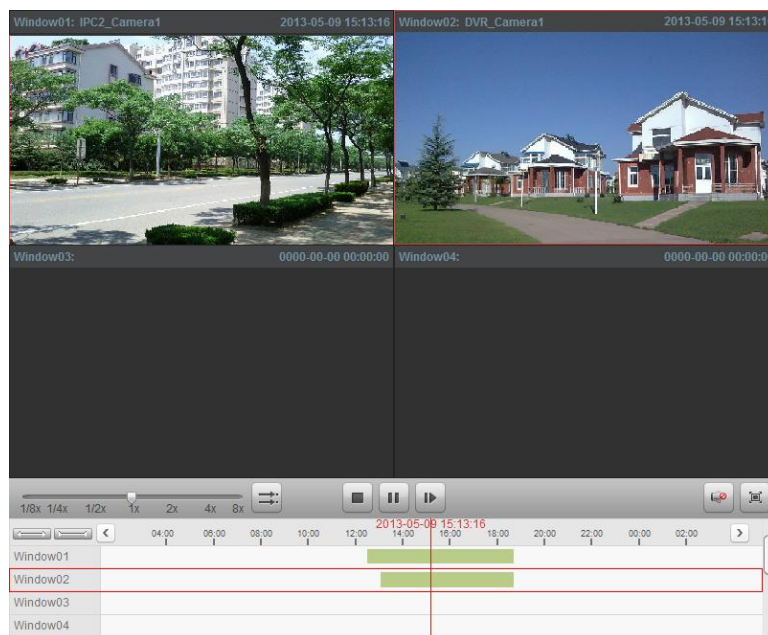 Window01: IPC2_Camera1 2013-05-09 15:13:16 Window02: DVR_Camera1 2013-05-09 15:13:1
Window03: 0000-00-00 00:00:00 Window04: 0000-00-00 00:00:0
1/8x 1/4x 1/2x 1x 2x 4x 8x
2013-05-09 15:13:16
04:00 06:00 08:00 10:00 12:00 14:00 16:00 18:00 20:00 22:00 00:00 02:00
Window01
Window02
Window03
Window04